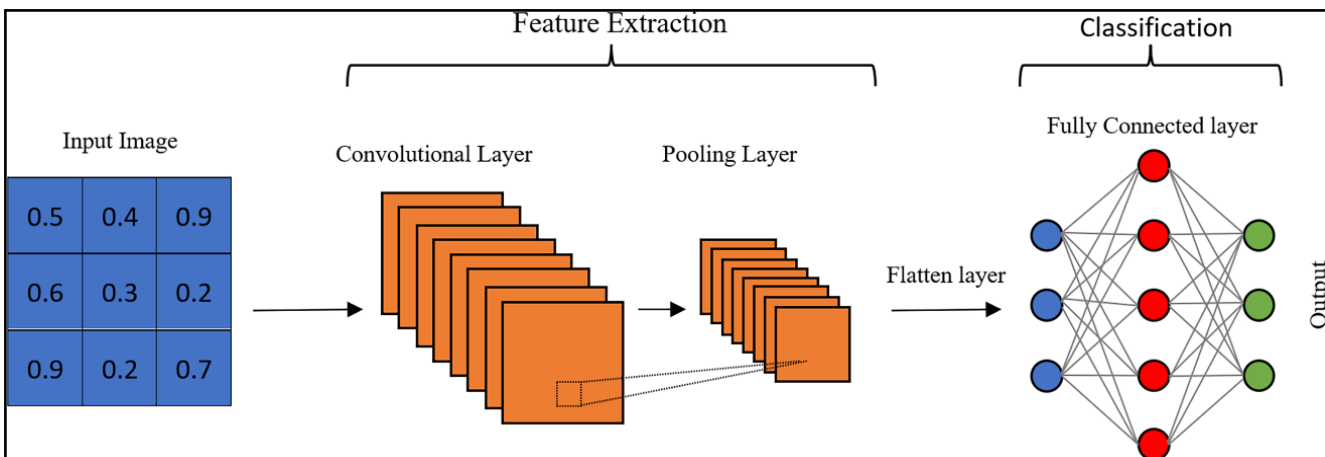 Feature Extraction
Classification
Input Image
Convolutional Layer
Pooling Layer
Fully Connected layer
0.5 0.4 0.9
0.6 0.3 0.2
0.9 0.2 0.7
Flatten layer
Output